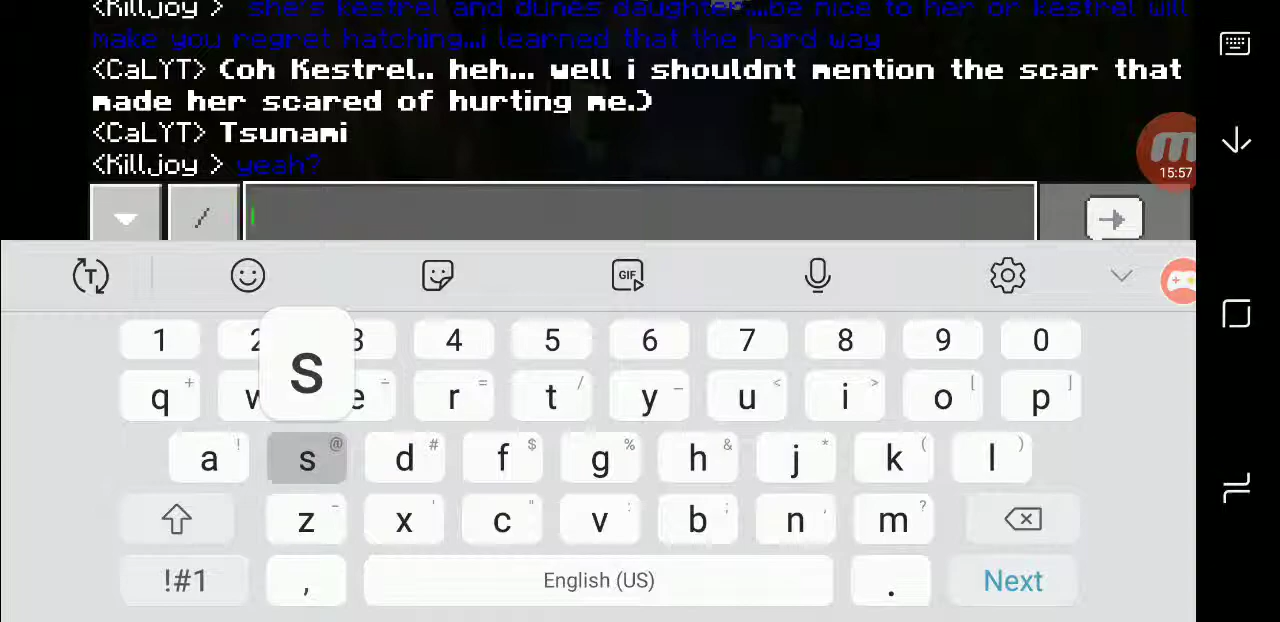 <Killjoy > she's kestrel and dunes daughter...be nice to her or kestrel will
make you regret hatching...i learned that the hard way
<CaLYT> (oh Kestrel.. heh... well i shouldnt mention the scar that
made her scared of hurting me.)
<CaLYT> Tsunami
<Killjoy > yeah?
15:57
/
T
GIF
1 2 3 4 5 6 7 8 9 0
q + w e - r = t / y _ u < i > o [ p ]
s
a ! s @ d # f $ g % h & j * k ( l )
z - x ' c " v : b ; n , m ?
!#1 , English (US) . Next